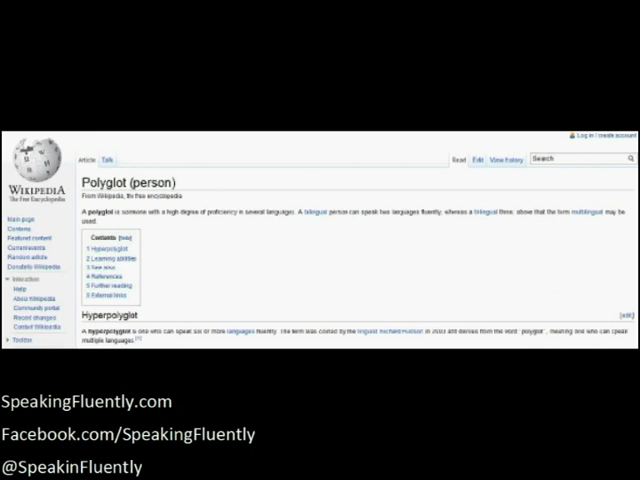 Log in / create account
Article Talk Read Edit View history Search
WIKIPEDIA
The Free Encyclopedia
Polyglot (person)
From Wikipedia, the free encyclopedia
A polyglot is someone with a high degree of proficiency in several languages. A bilingual person can speak two languages fluently, whereas a trilingual three; above that the term multilingual may be
used.
Main page
Contents
Featured content
Current events
Random article
Donate to Wikipedia
Interaction
Help
About Wikipedia
Community portal
Recent changes
Contact Wikipedia
Toolbox
Contents [hide]
1 Hyperpolyglot
2 Learning abilities
3 See also
4 References
5 Further reading
6 External links
Hyperpolyglot [edit]
A hyperpolyglot is one who can speak six or more languages fluently. The term was coined by the linguist Richard Hudson in 2003 and derives from the word "polyglot", meaning one who can speak
multiple languages.[1]
SpeakingFluently.com
Facebook.com/SpeakingFluently
@SpeakinFluently